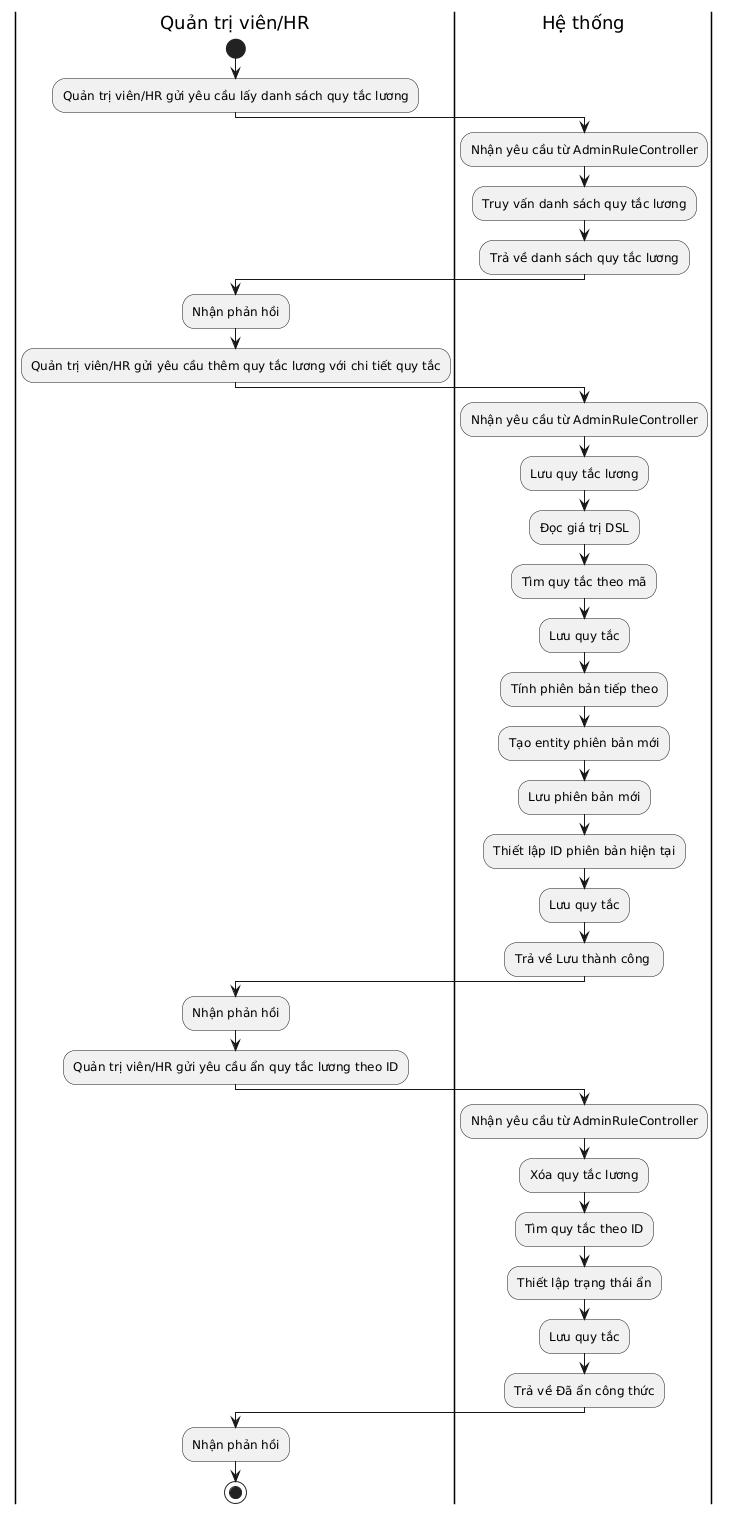 Quản trị viên/HR
Hệ thống
Quản trị viên/HR gửi yêu cầu lấy danh sách quy tắc lương
Nhận yêu cầu từ AdminRuleController
Truy vấn danh sách quy tắc lương
Trả về danh sách quy tắc lương
Nhận phản hồi
Quản trị viên/HR gửi yêu cầu thêm quy tắc lương với chi tiết quy tắc
Nhận yêu cầu từ AdminRuleController
Lưu quy tắc lương
Đọc giá trị DSL
Tìm quy tắc theo mã
Lưu quy tắc
Tính phiên bản tiếp theo
Tạo entity phiên bản mới
Lưu phiên bản mới
Thiết lập ID phiên bản hiện tại
Lưu quy tắc
Trả về Lưu thành công
Nhận phản hồi
Quản trị viên/HR gửi yêu cầu ẩn quy tắc lương theo ID
Nhận yêu cầu từ AdminRuleController
Xóa quy tắc lương
Tìm quy tắc theo ID
Thiết lập trạng thái ẩn
Lưu quy tắc
Trả về Đã ẩn công thức
Nhận phản hồi